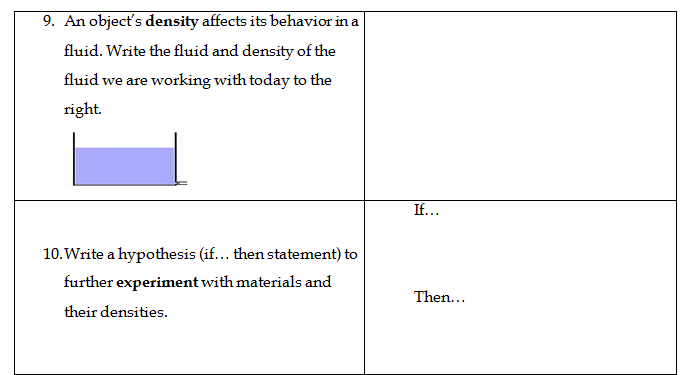 9. An object's density affects its behavior in a
fluid. Write the fluid and density of the
fluid we are working with today to the
right.
If…
10. Write a hypothesis (if… then statement) to
further experiment with materials and
Then…
their densities.